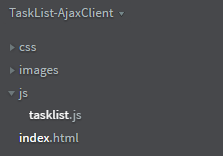 TaskList-AjaxClient
css
images
js
tasklist.js
index.html